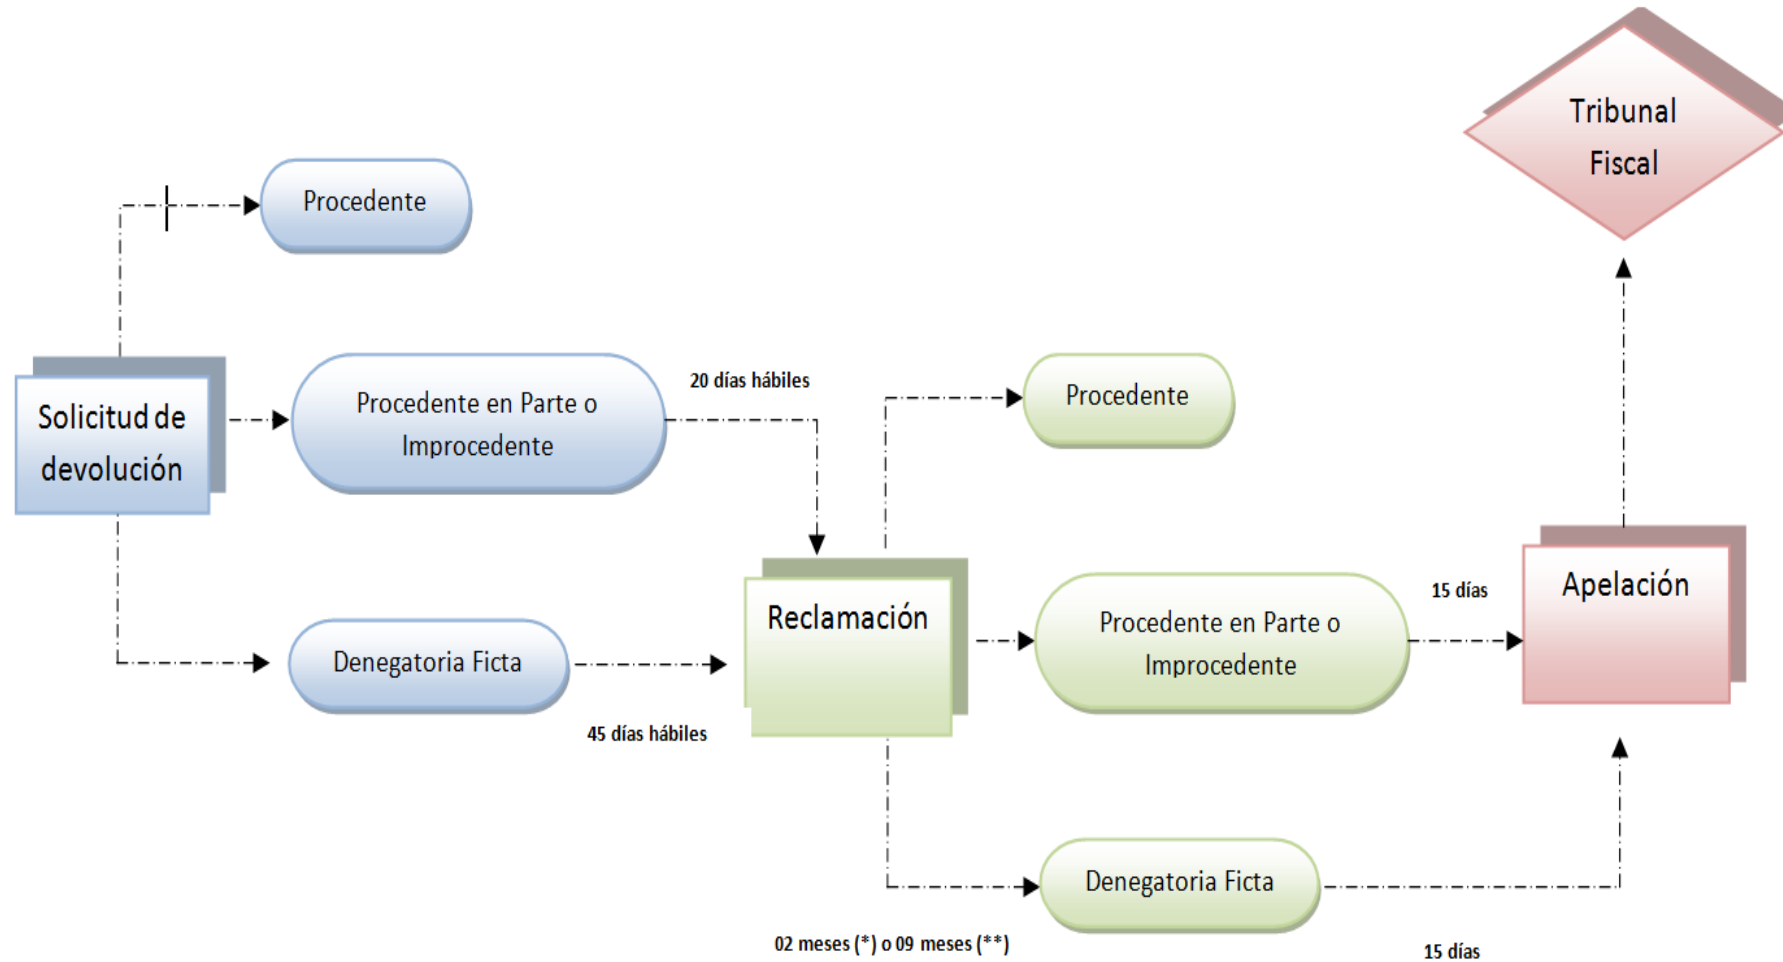 Tribunal
Fiscal
Procedente
Solicitud de
devolución
Procedente en Parte o
Improcedente
20 días hábiles
Procedente
Denegatoria Ficta
45 días hábiles
Reclamación
Procedente en Parte o
Improcedente
15 días
Apelación
Denegatoria Ficta
02 meses (*) o 09 meses (**)
15 días